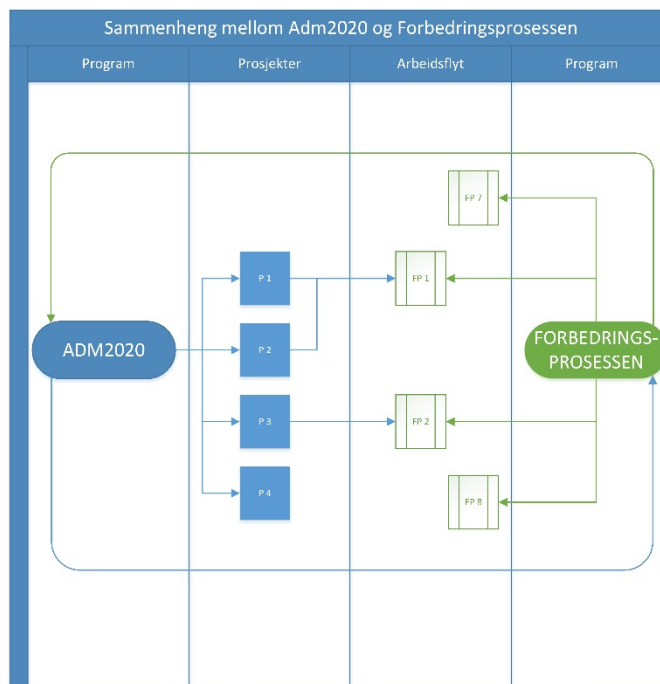 Sammenheng mellom Adm2020 og Forbedringsprosessen
Program
Prosjekter
Arbeidsflyt
Program
FP 7
P 1
FP 1
ADM2020
P 2
FORBEDRINGS-
PROSESSEN
P 3
FP 2
P 4
FP 8